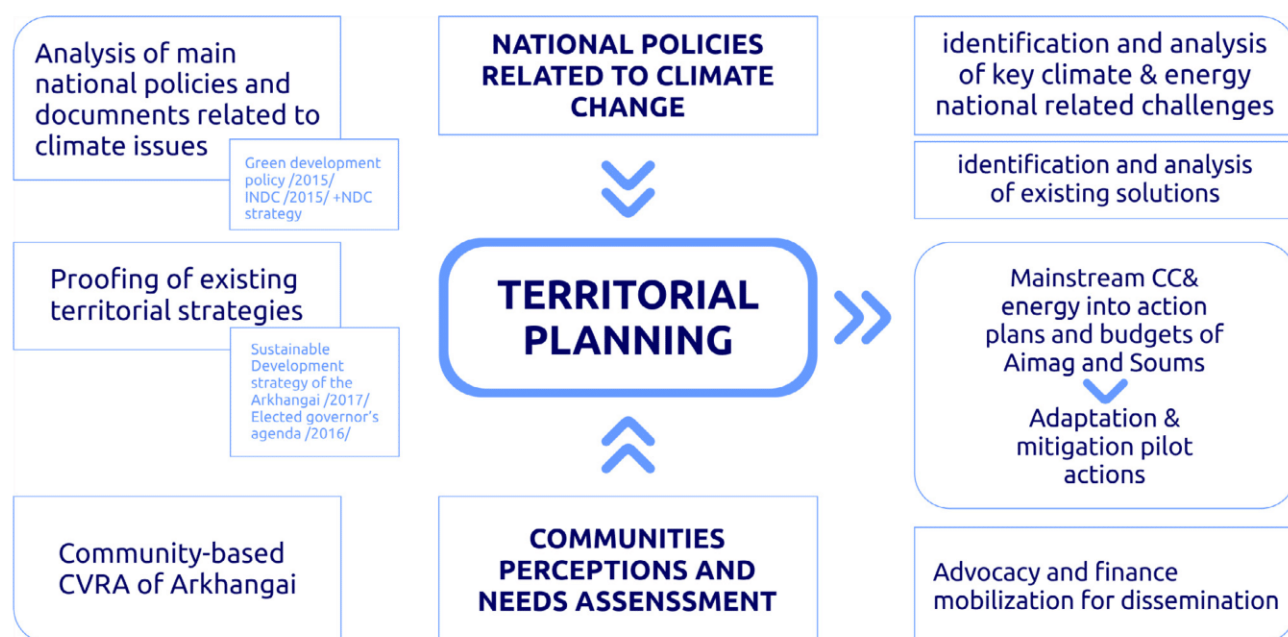 Analysis of main
national policies and
documnents related to
climate issues
Green development
policy /2015/
INDC /2015/ +NDC
strategy
Proofing of existing
territorial strategies
Sustainable
Development
strategy of the
Arkhangai /2017/
Elected governor's
agenda /2016/
Community-based
CVRA of Arkhangai
NATIONAL POLICIES
RELATED TO CLIMATE
CHANGE
TERRITORIAL
PLANNING
COMMUNITIES
PERCEPTIONS AND
NEEDS ASSENSSMENT
identification and analysis
of key climate & energy
national related challenges
identification and analysis
of existing solutions
Mainstream CC&
energy into action
plans and budgets of
Aimag and Soums
Adaptation &
mitigation pilot
actions
Advocacy and finance
mobilization for dissemination